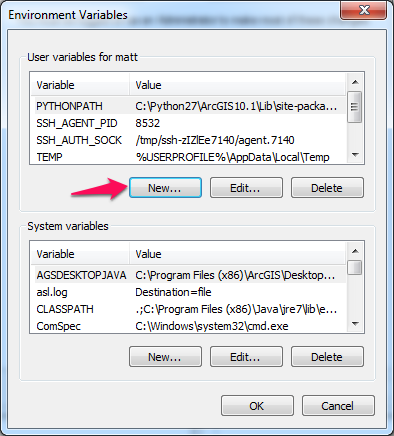 Environment Variables
User variables for matt
Variable Value
PYTHONPATH C:\Python27\ArcGIS10.1\Lib\site-packa...
SSH_AGENT_PID 8532
SSH_AUTH_SOCK /tmp/ssh-zIZlEe7140/agent.7140
TEMP %USERPROFILE%\AppData\Local\Temp
New... Edit... Delete
System variables
Variable Value
AGSDESKTOPJAVA C:\Program Files (x86)\ArcGIS\Desktop...
asl.log Destination=file
CLASSPATH .;C:\Program Files (x86)\Java\jre7\lib\e...
ComSpec C:\Windows\system32\cmd.exe
New... Edit... Delete
OK Cancel